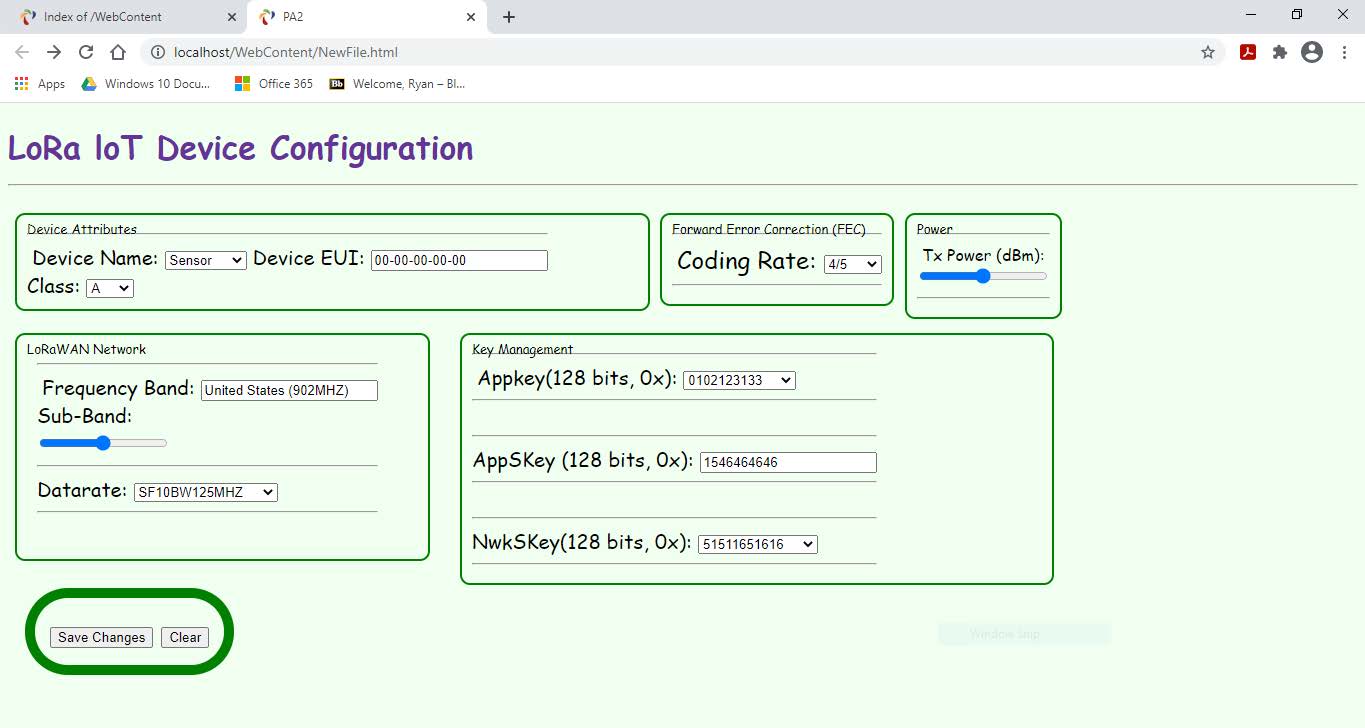 Index of /WebContent
PA2
localhost/WebContent/NewFile.html
Apps
Windows 10 Docu...
Office 365
Bb
Welcome, Ryan – Bl...
LoRa loT Device Configuration
Device Attributes
Device Name: Sensor Device EUI: 00-00-00-00-00
Class: A
Forward Error Correction (FEC)
Coding Rate: 4/5
Power
Tx Power (dBm):
LoRaWAN Network
Frequency Band: United States (902MHZ)
Sub-Band:
Datarate: SF10BW125MHZ
Key Management
Appkey(128 bits, 0x): 0102123133
AppSKey (128 bits, 0x): 1546464646
NwkSKey(128 bits, 0x): 51511651616
Save Changes Clear
Window Snip